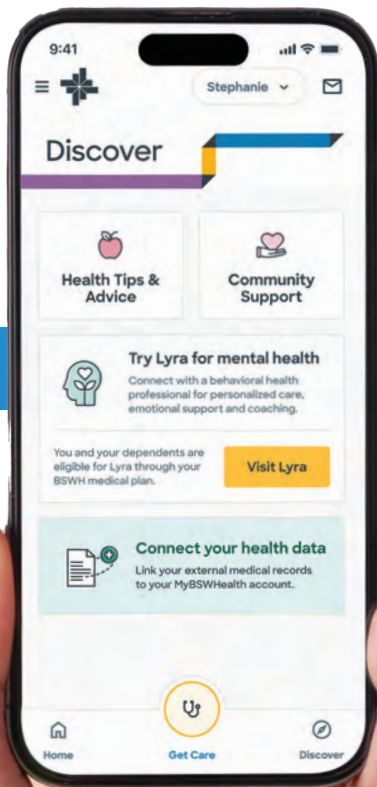 9:41
Stephanie
Discover
Health Tips &
Advice
Community
Support
Try Lyra for mental health
Connect with a behavioral health
professional for personalized care,
emotional support and coaching.
You and your dependents are
eligible for Lyra through your
BSWH medical plan.
Visit Lyra
Connect your health data
Link your external medical records
to your MyBSWHealth account.
Home
Get Care
Discover